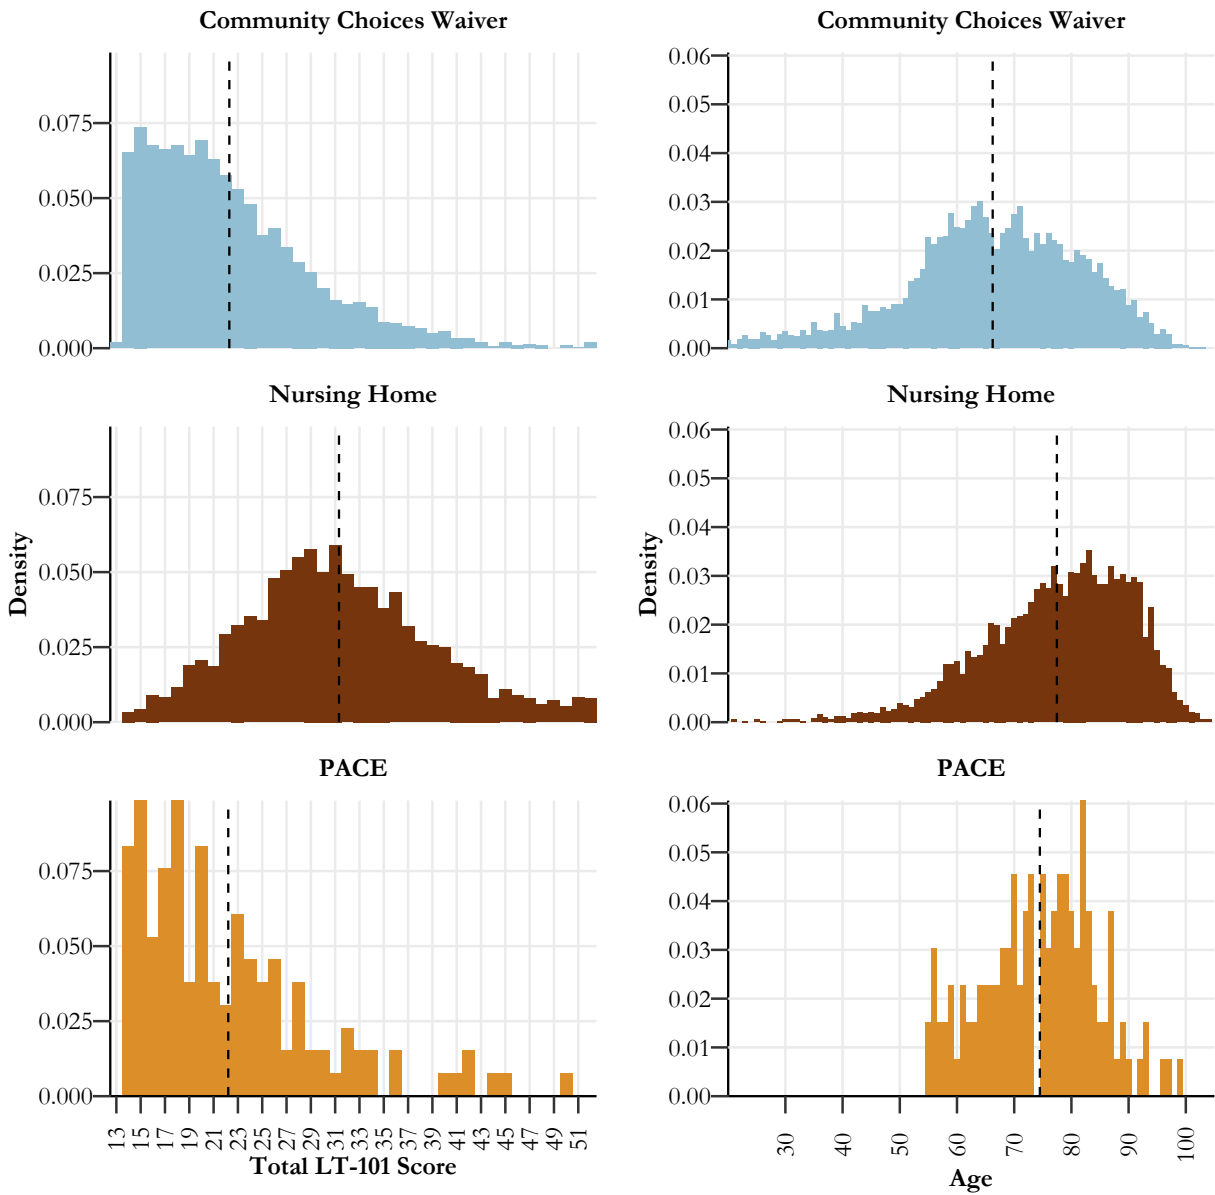 Community Choices Waiver
0.075
0.050
0.025
0.000
Community Choices Waiver
0.06
0.05
0.04
0.03
0.02
0.01
0.00
Nursing Home
Density
0.075
0.050
0.025
0.000
Nursing Home
Density
0.06
0.05
0.04
0.03
0.02
0.01
0.00
PACE
0.075
0.050
0.025
0.000
13 15 17 19 21 23 25 27 29 31 33 35 37 39 41 43 45 47 49 51
Total LT-101 Score
PACE
0.06
0.05
0.04
0.03
0.02
0.01
0.00
30 40 50 60 70 80 90 100
Age